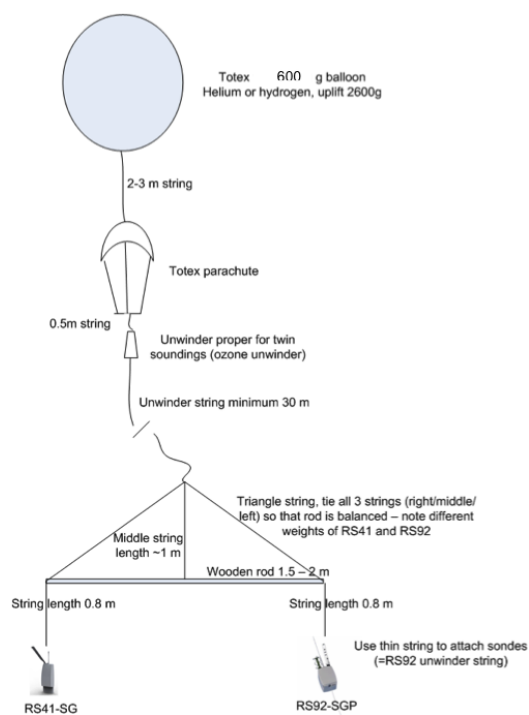 Totex 600 g balloon
Helium or hydrogen, uplift 2600g
2-3 m string
Totex parachute
0.5m string
Unwinder proper for twin
soundings (ozone unwinder)
Unwinder string minimum 30 m
Triangle string, tie all 3 strings (right/middle/
left) so that rod is balanced – note different
weights of RS41 and RS92
Middle string
length ~1 m
Wooden rod 1.5 – 2 m
String length 0.8 m
String length 0.8 m
Use thin string to attach sondes
(=RS92 unwinder string)
RS41-SG
RS92-SGP